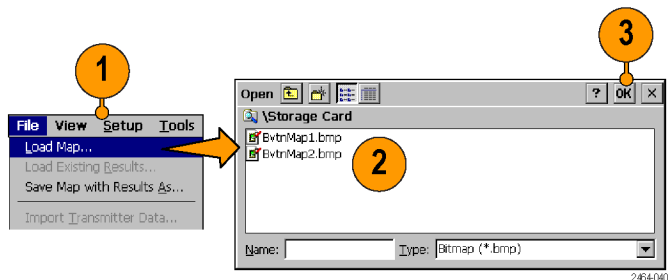 1
3
File View Setup Tools
Load Map...
Load Existing Results...
Save Map with Results As...
Import Transmitter Data...
Open ? OK ×
\Storage Card
BvtnMap1.bmp
BvtnMap2.bmp
2
Name: Type: Bitmap (*.bmp)
2464-040